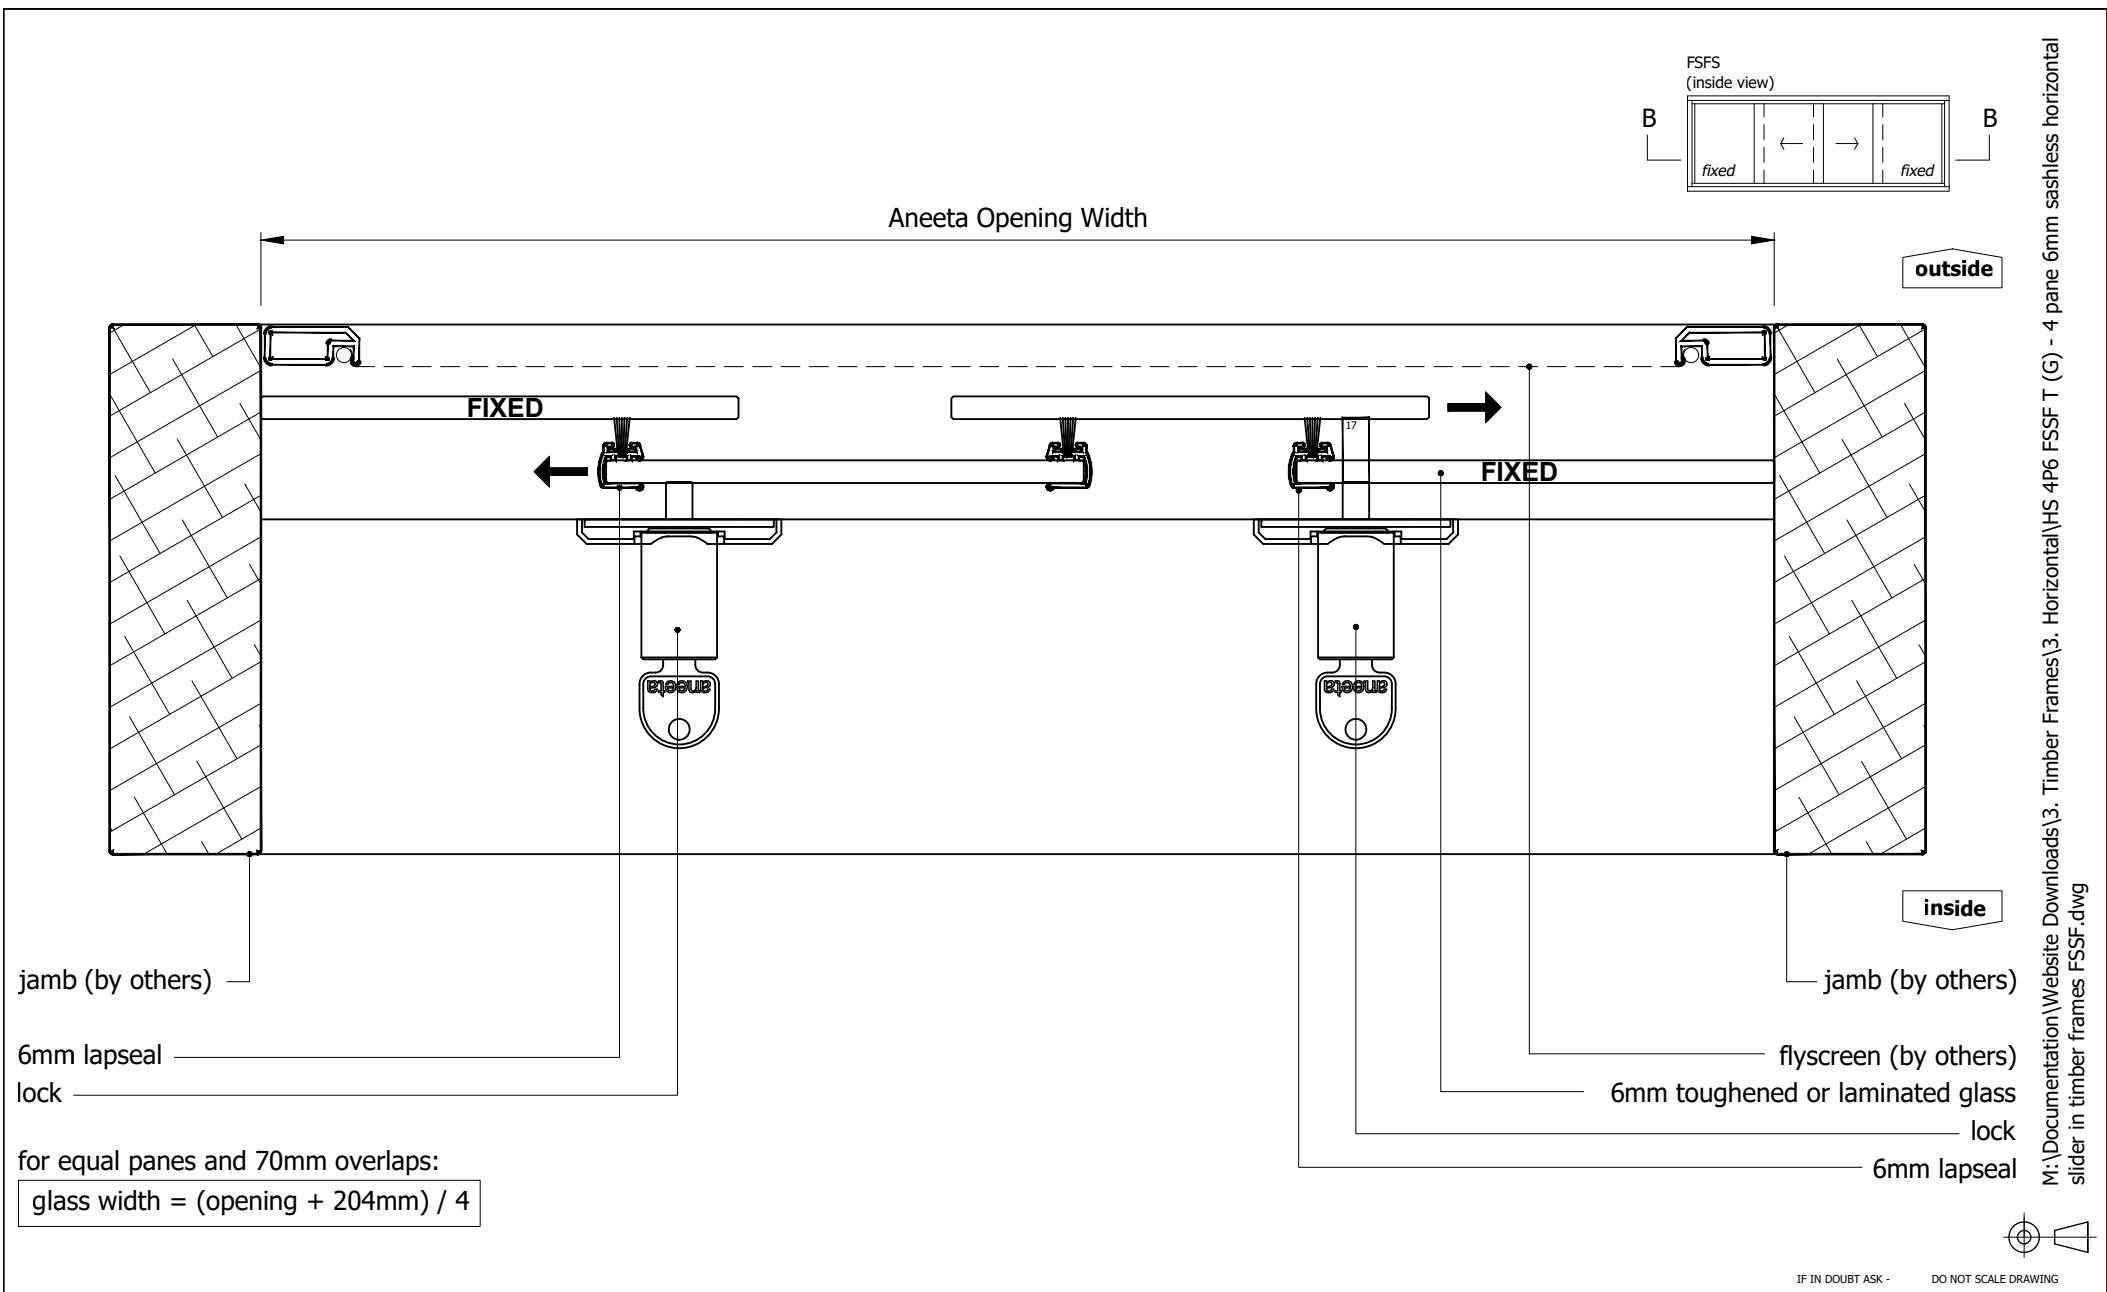 FSFS
(inside view)
B
B
fixed
fixed
Aneeta Opening Width
outside
FIXED
17
FIXED
aneeta
aneeta
inside
jamb (by others)
jamb (by others)
6mm lapseal
flyscreen (by others)
lock
6mm toughened or laminated glass
lock
for equal panes and 70mm overlaps:
6mm lapseal
glass width = (opening + 204mm) / 4
M:\Documentation\Website Downloads\3. Timber Frames\3. Horizontal\HS 4P6 FSSF T (G) - 4 pane 6mm sashless horizontal
slider in timber frames FSSF.dwg
IF IN DOUBT ASK - DO NOT SCALE DRAWING